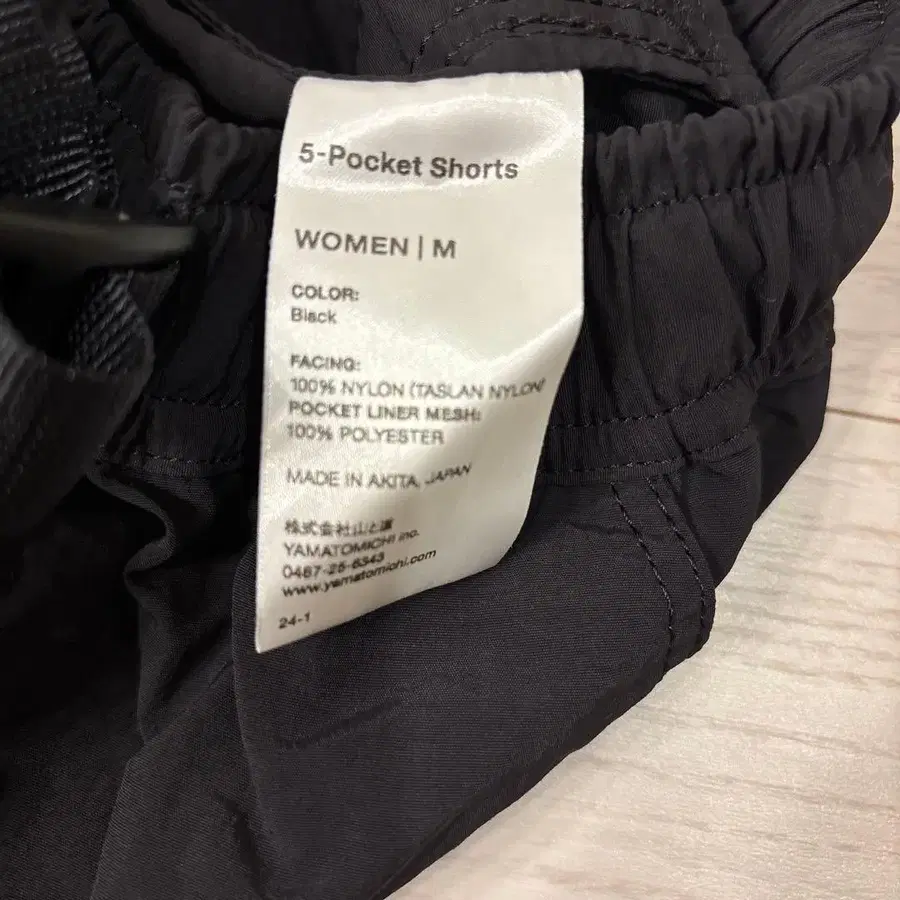 5-Pocket Shorts
WOMEN | M
COLOR:
Black
FACING:
100% NYLON (TASLAN NYLON)
POCKET LINER MESH:
100% POLYESTER
MADE IN AKITA, JAPAN
株式会社山と道
YAMATOMICHI inc.
0467-25-6343
www.yamatomichi.com
24-1